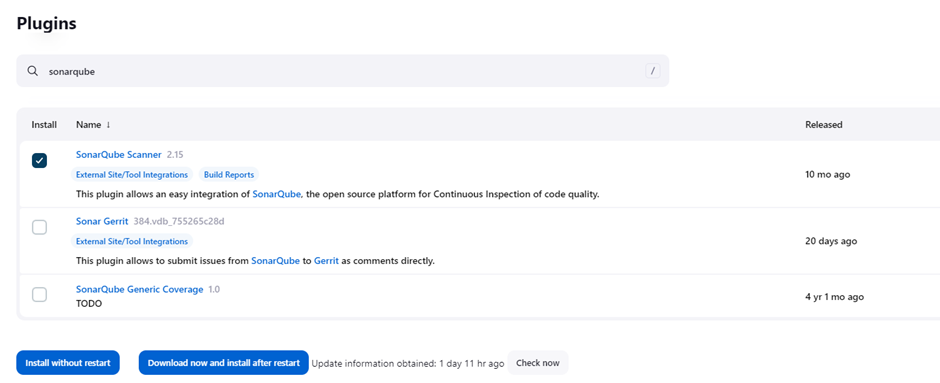 Plugins
sonarqube /
Install Name ↓ Released
SonarQube Scanner 2.15
External Site/Tool Integrations Build Reports
10 mo ago
This plugin allows an easy integration of SonarQube, the open source platform for Continuous Inspection of code quality.
Sonar Gerrit 384.vdb_755265c28d
External Site/Tool Integrations
20 days ago
This plugin allows to submit issues from SonarQube to Gerrit as comments directly.
SonarQube Generic Coverage 1.0
4 yr 1 mo ago
TODO
Install without restart Download now and install after restart Update information obtained: 1 day 11 hr ago Check now